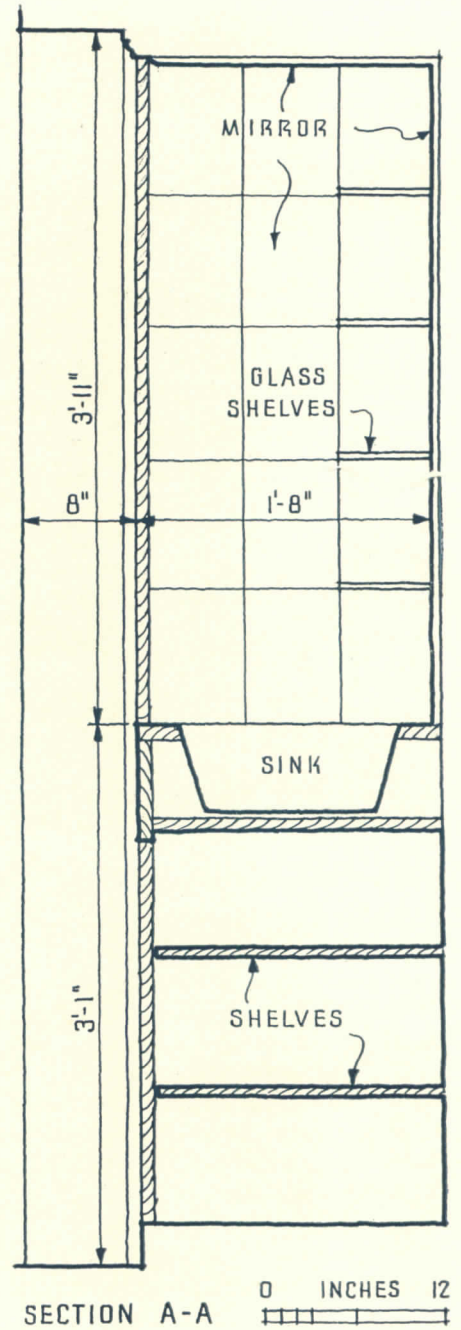 MIRROR
GLASS
SHELVES
3'-11"
8"
1'-8"
SINK
3'-1"
SHELVES
0 INCHES 12
SECTION A-A